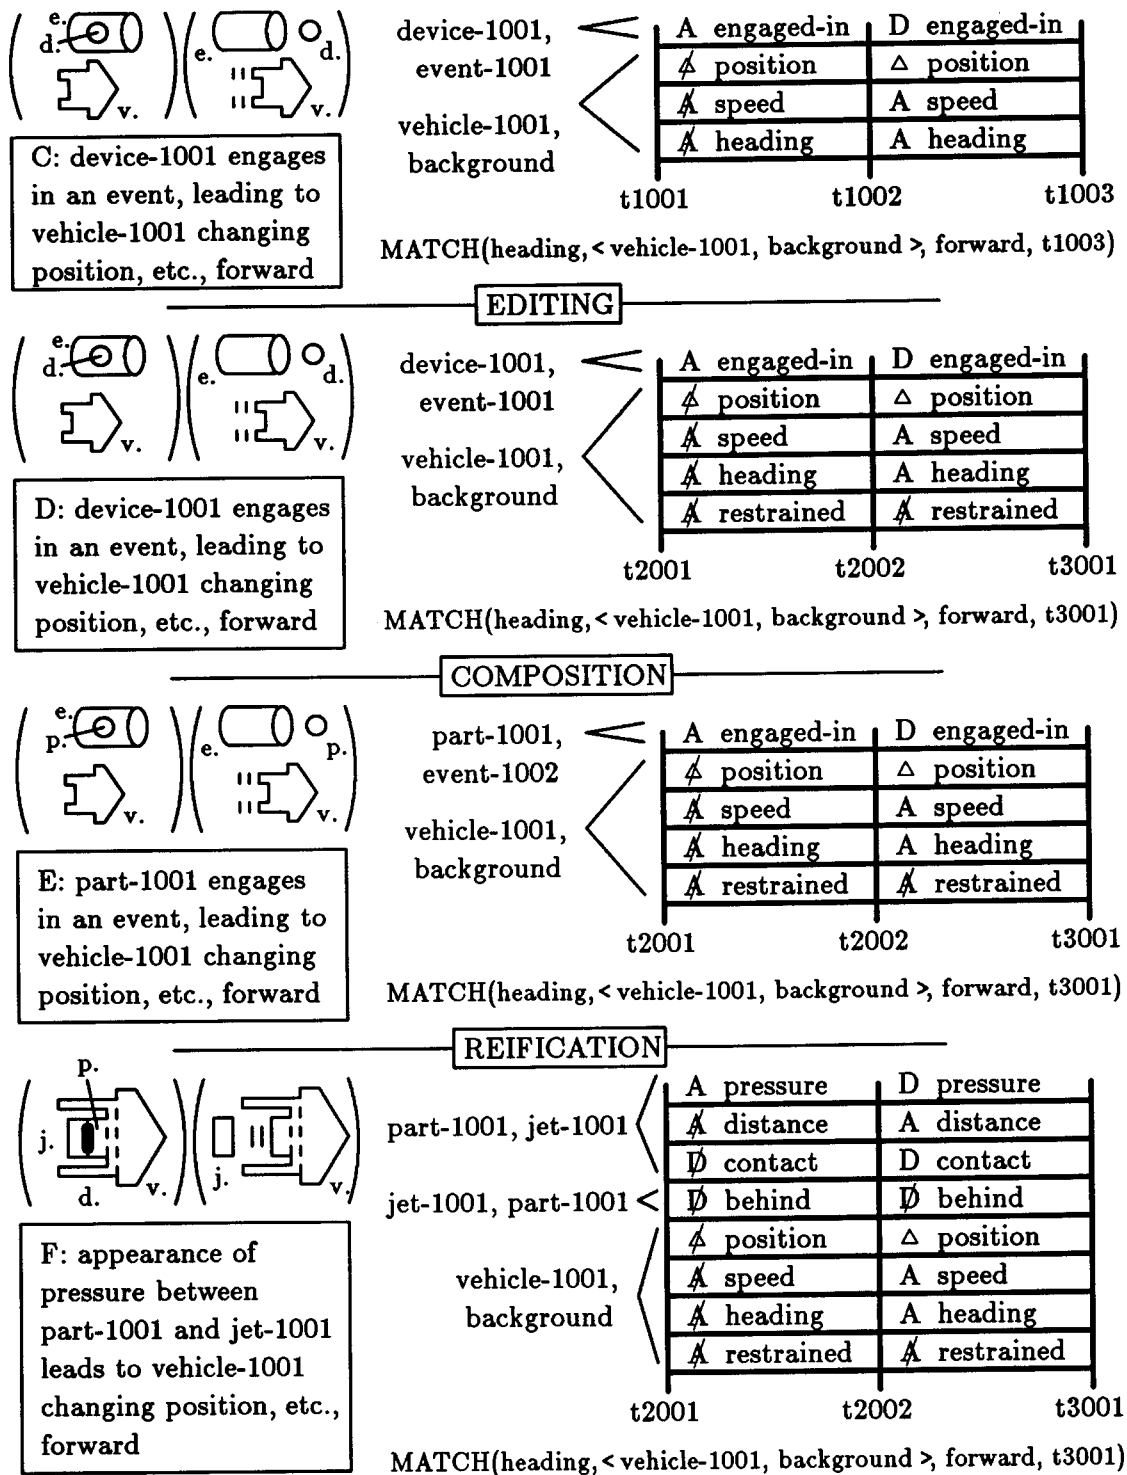 e.
d.
v.
e.
d.
v.
device-1001,
event-1001
vehicle-1001,
background
A engaged-in D engaged-in
△̸ position △ position
A̸ speed A speed
A̸ heading A heading
t1001 t1002 t1003
MATCH(heading, < vehicle-1001, background >, forward, t1003)
C: device-1001 engages
in an event, leading to
vehicle-1001 changing
position, etc., forward
EDITING
e.
d.
v.
e.
d.
v.
device-1001,
event-1001
vehicle-1001,
background
A engaged-in D engaged-in
△̸ position △ position
A̸ speed A speed
A̸ heading A heading
A̸ restrained A̸ restrained
t2001 t2002 t3001
MATCH(heading, < vehicle-1001, background >, forward, t3001)
D: device-1001 engages
in an event, leading to
vehicle-1001 changing
position, etc., forward
COMPOSITION
e.
p.
v.
e.
p.
v.
part-1001,
event-1002
vehicle-1001,
background
A engaged-in D engaged-in
△̸ position △ position
A̸ speed A speed
A̸ heading A heading
A̸ restrained A̸ restrained
t2001 t2002 t3001
MATCH(heading, < vehicle-1001, background >, forward, t3001)
E: part-1001 engages
in an event, leading to
vehicle-1001 changing
position, etc., forward
REIFICATION
p.
j.
d.
v.
j.
v.
part-1001, jet-1001
jet-1001, part-1001
vehicle-1001,
background
A pressure D pressure
A̸ distance A distance
D̸ contact D contact
D̸ behind D̸ behind
△̸ position △ position
A̸ speed A speed
A̸ heading A heading
A̸ restrained A̸ restrained
t2001 t2002 t3001
MATCH(heading, < vehicle-1001, background >, forward, t3001)
F: appearance of
pressure between
part-1001 and jet-1001
leads to vehicle-1001
changing position, etc.,
forward